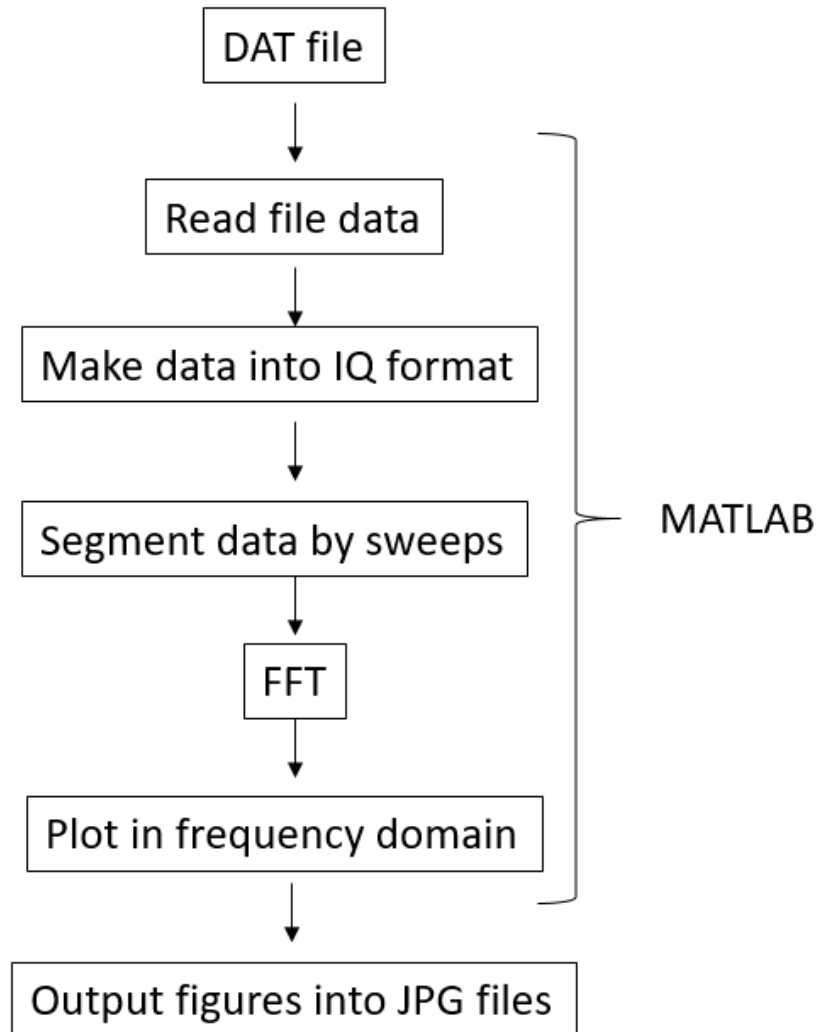 DAT file
Read file data
Make data into IQ format
Segment data by sweeps
MATLAB
FFT
Plot in frequency domain
Output figures into JPG files